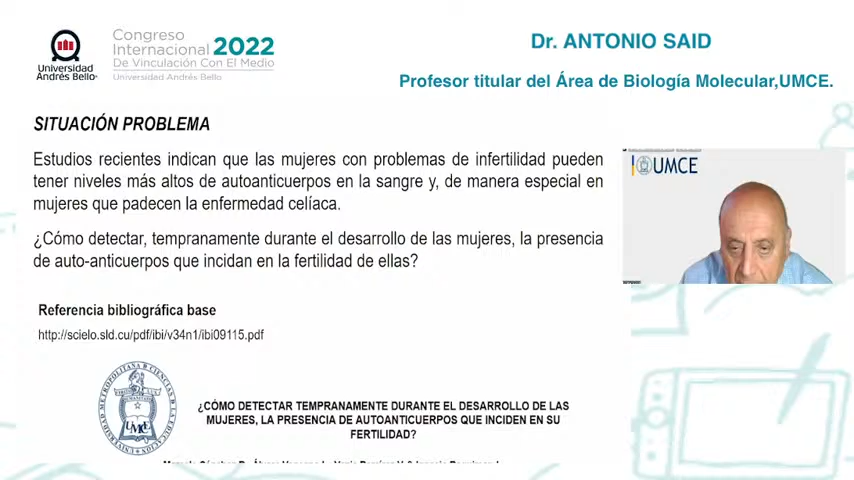 Universidad
Andrés Bello
Congreso
Internacional 2022
De Vinculación Con El Medio
Universidad Andrés Bello
Dr. ANTONIO SAID
Profesor titular del Área de Biología Molecular,UMCE.
SITUACIÓN PROBLEMA
Estudios recientes indican que las mujeres con problemas de infertilidad pueden
tener niveles más altos de autoanticuerpos en la sangre y, de manera especial en
mujeres que padecen la enfermedad celíaca.
¿Cómo detectar, tempranamente durante el desarrollo de las mujeres, la presencia
de auto-anticuerpos que incidan en la fertilidad de ellas?
UMCE
Referencia bibliográfica base
http://scielo.sld.cu/pdf/ibi/v34n1/ibi09115.pdf
UMCE
¿CÓMO DETECTAR TEMPRANAMENTE DURANTE EL DESARROLLO DE LAS
MUJERES, LA PRESENCIA DE AUTOANTICUERPOS QUE INCIDEN EN SU
FERTILIDAD?